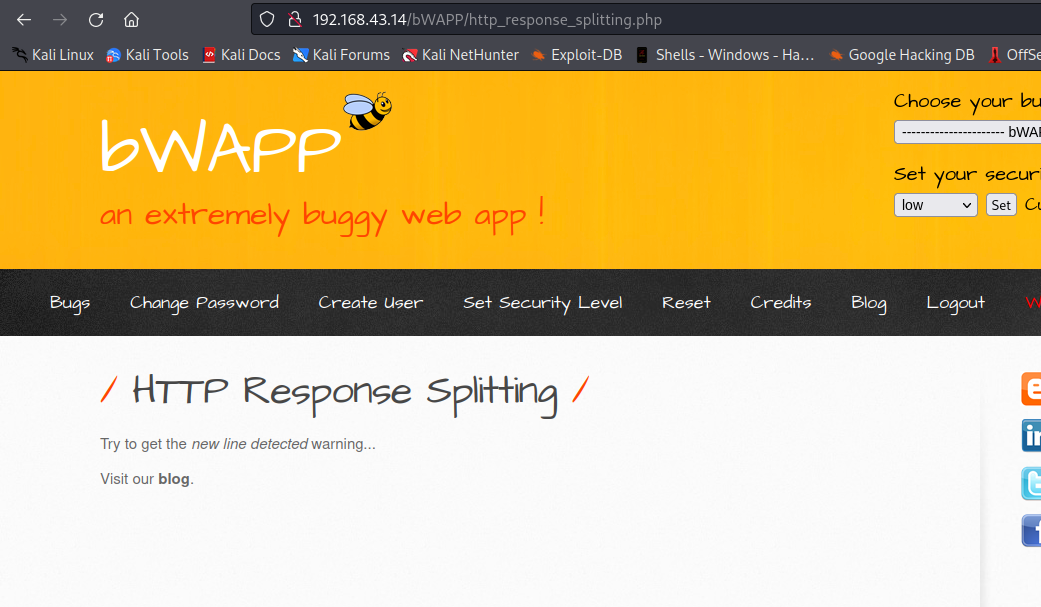 192.168.43.14/bWAPP/http_response_splitting.php
Kali Linux Kali Tools Kali Docs Kali Forums Kali NetHunter Exploit-DB Shells - Windows - Ha… Google Hacking DB OffSe
Choose your bu
bWAPP
---------------------- bWAP
Set your securi
an extremely buggy web app !
low Set Cu
Bugs Change Password Create User Set Security Level Reset Credits Blog Logout W
/ HTTP Response Splitting /
Try to get the new line detected warning...
Visit our blog.